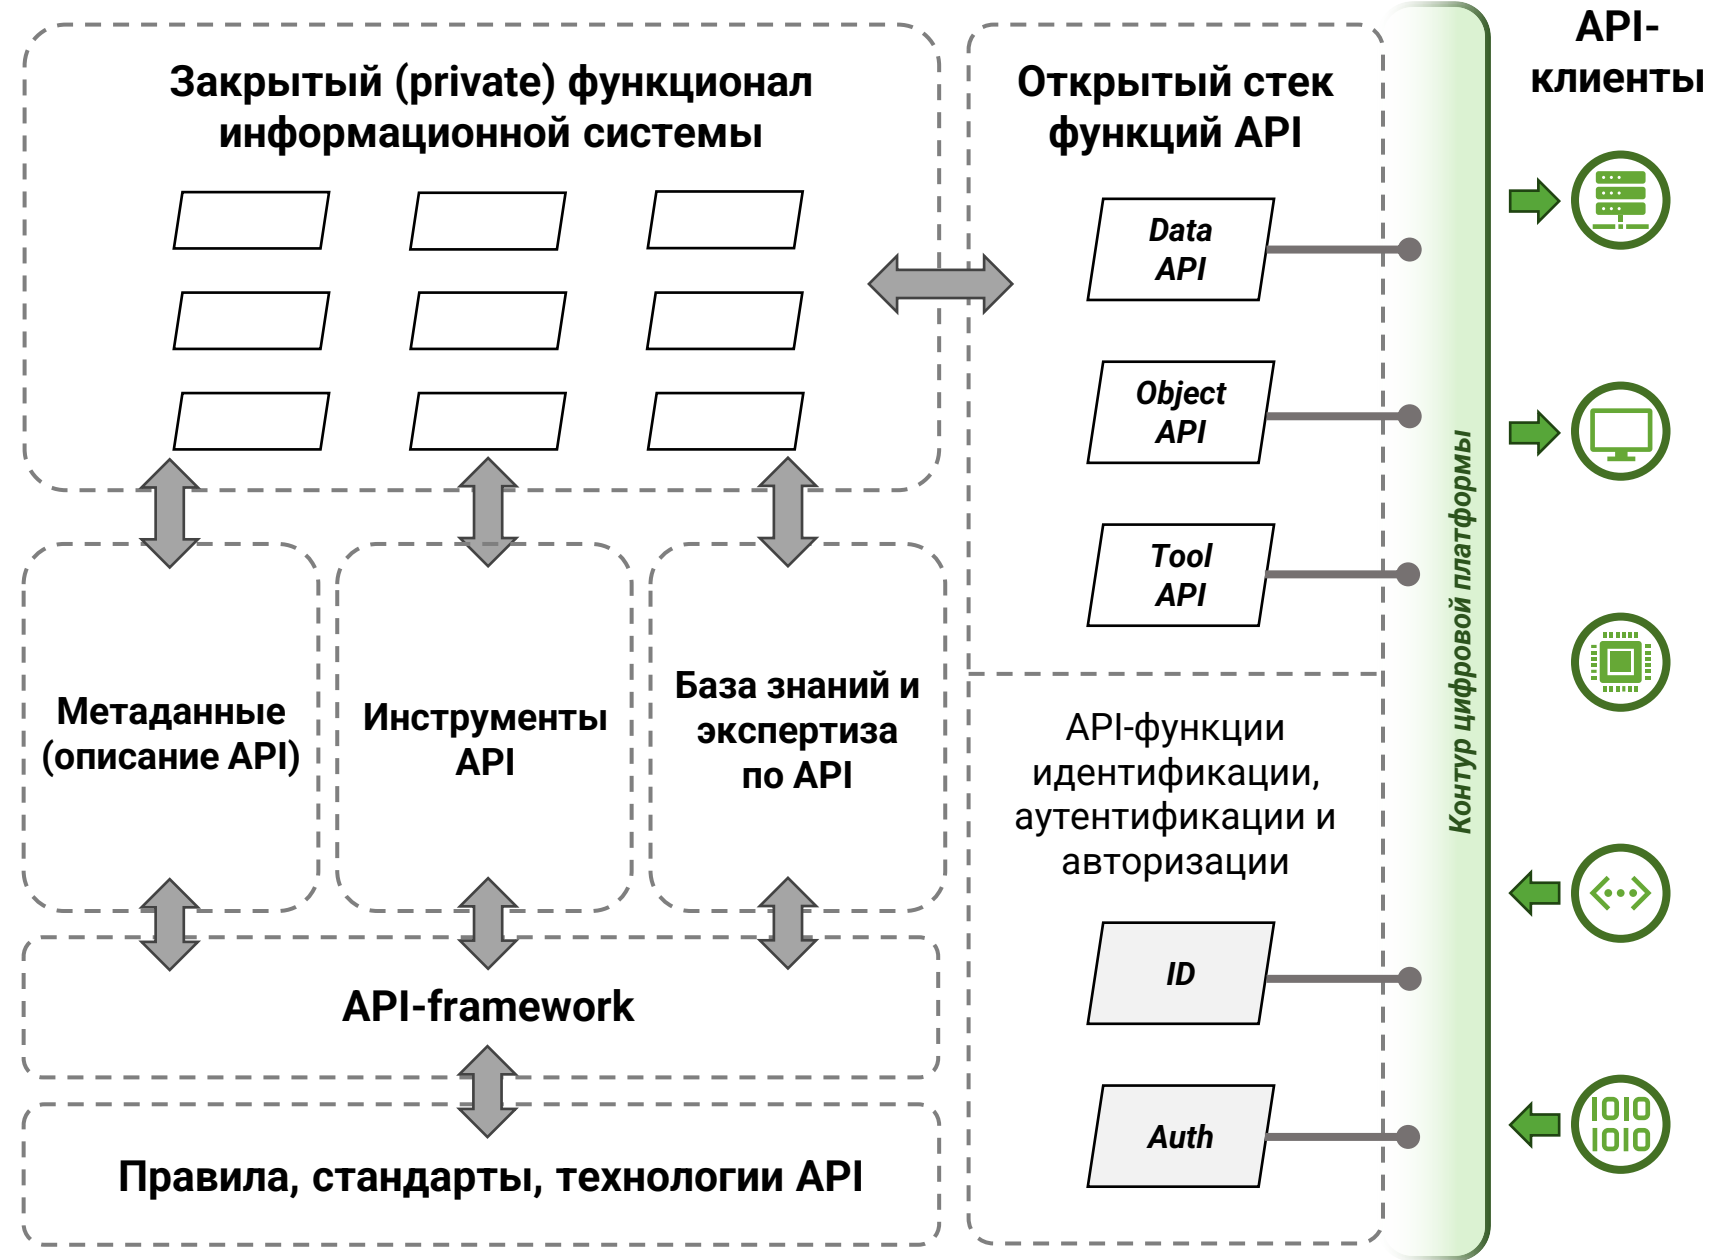 Закрытый (private) функционал
информационной системы
Открытый стек
функций API
Data
API
Object
API
Tool
API
API-функции
идентификации,
аутентификации и
авторизации
ID
Auth
Метаданные
(описание API)
Инструменты
API
База знаний и
экспертиза
по API
API-framework
Правила, стандарты, технологии API
Контур цифровой платформы
API-
клиенты
1010
1010